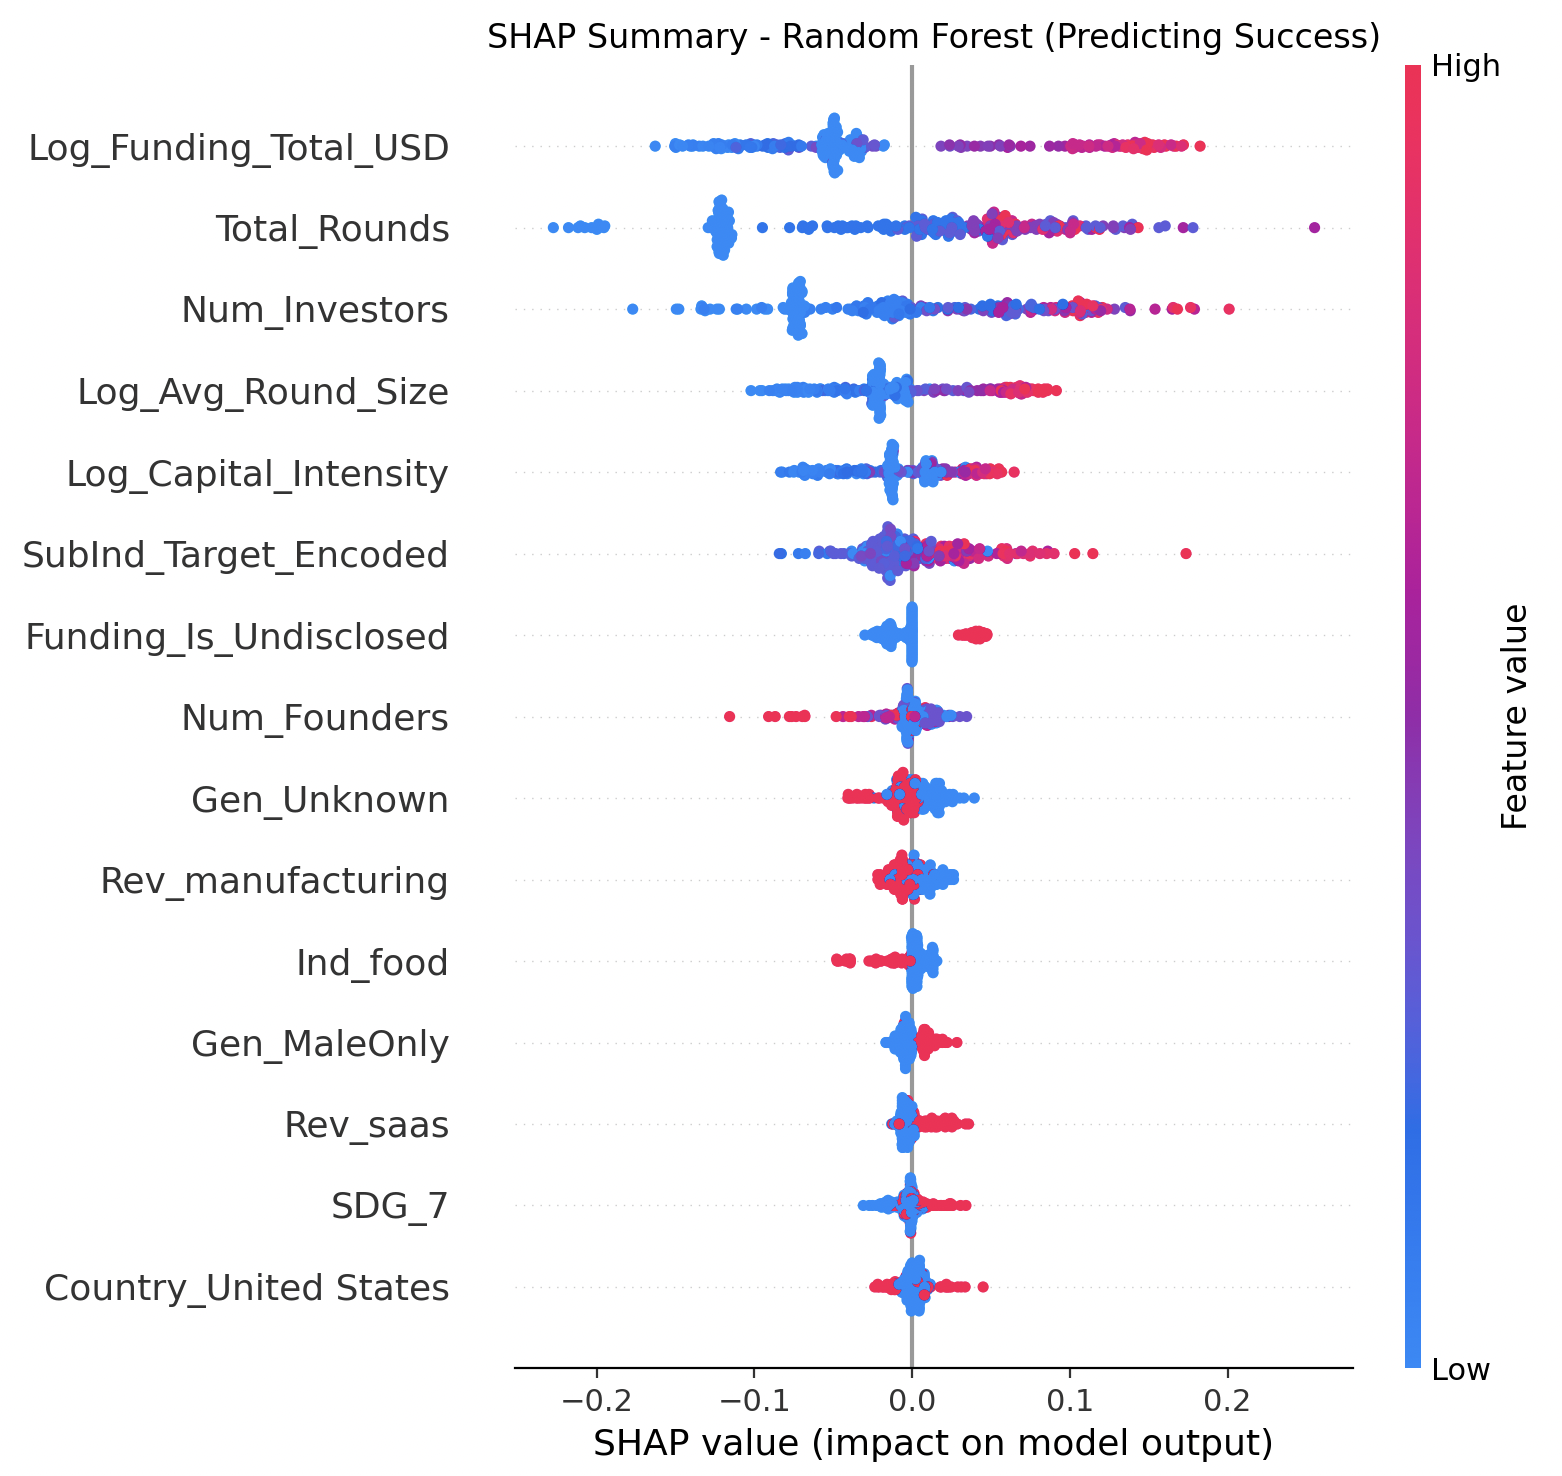 SHAP Summary - Random Forest (Predicting Success)
High
Log_Funding_Total_USD
Total_Rounds
Num_Investors
Log_Avg_Round_Size
Log_Capital_Intensity
SubInd_Target_Encoded
Funding_Is_Undisclosed
Num_Founders
Gen_Unknown
Rev_manufacturing
Ind_food
Gen_MaleOnly
Rev_saas
SDG_7
Country_United States
Feature value
Low
−0.2 −0.1 0.0 0.1 0.2
SHAP value (impact on model output)